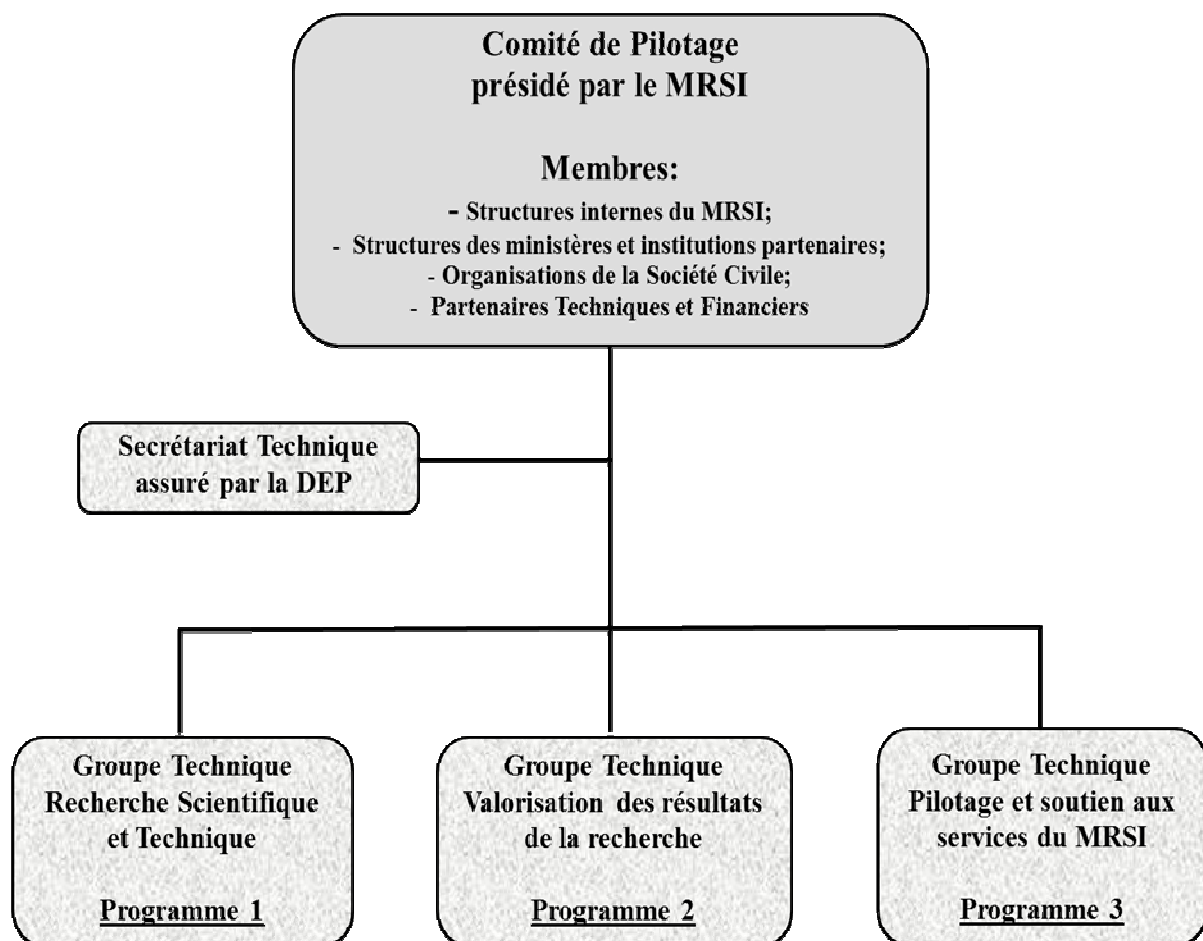 Comité de Pilotage
présidé par le MRSI
Membres:
- Structures internes du MRSI;
- Structures des ministères et institutions partenaires;
- Organisations de la Société Civile;
- Partenaires Techniques et Financiers
Secrétariat Technique
assuré par la DEP
Groupe Technique
Recherche Scientifique
et Technique
Programme 1
Groupe Technique
Valorisation des résultats
de la recherche
Programme 2
Groupe Technique
Pilotage et soutien aux
services du MRSI
Programme 3